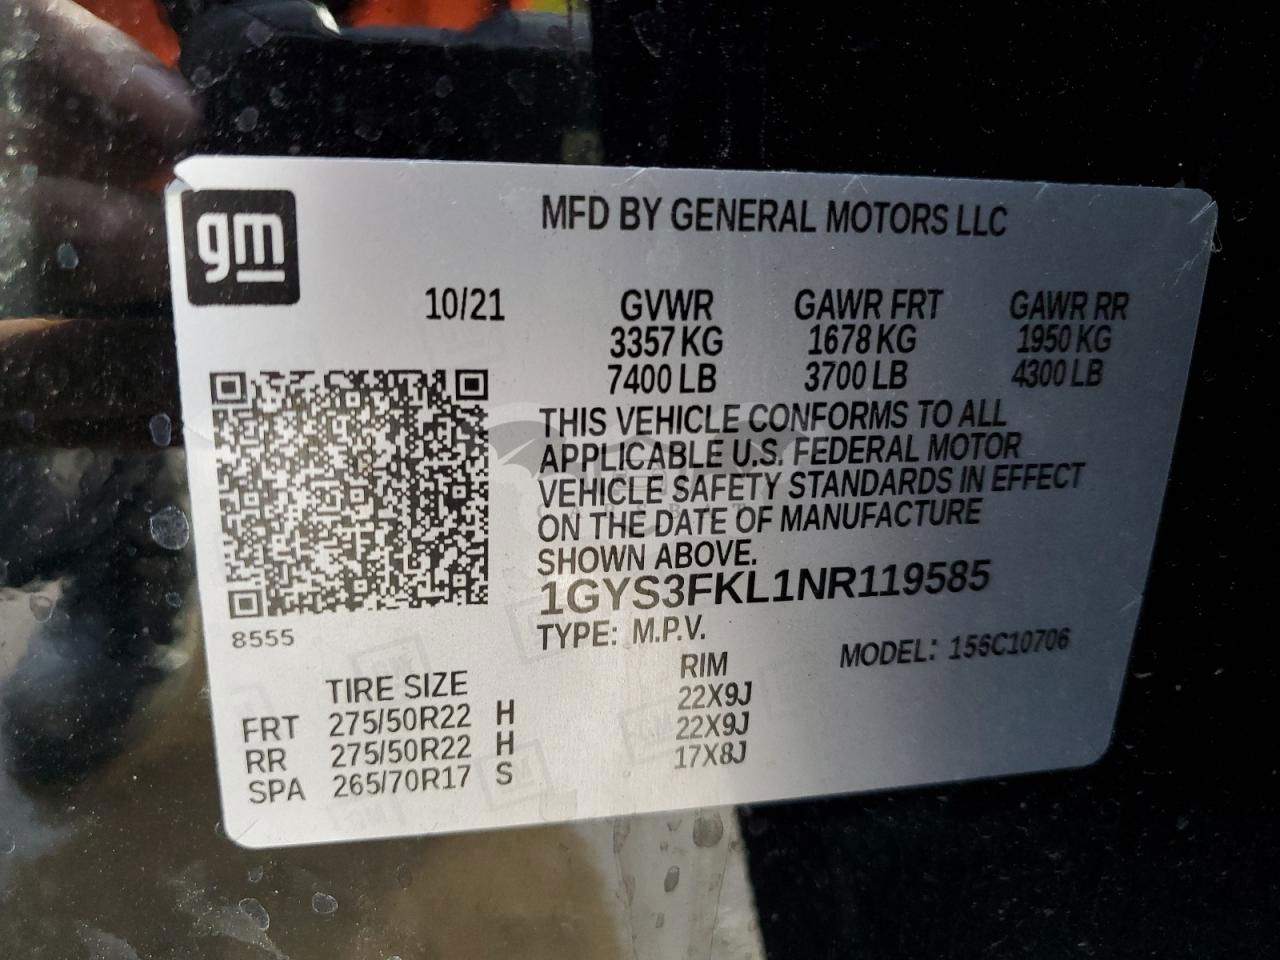 gm
MFD BY GENERAL MOTORS LLC
10/21
GVWR GAWR FRT GAWR RR
3357 KG 1678 KG 1950 KG
7400 LB 3700 LB 4300 LB
THIS VEHICLE CONFORMS TO ALL
APPLICABLE U.S. FEDERAL MOTOR
VEHICLE SAFETY STANDARDS IN EFFECT
ON THE DATE OF MANUFACTURE
SHOWN ABOVE.
1GYS3FKL1NR119585
8555
TYPE: M.P.V.
MODEL: 156C10706
TIRE SIZE RIM
FRT 275/50R22 H 22X9J
RR 275/50R22 H 22X9J
SPA 265/70R17 S 17X8J